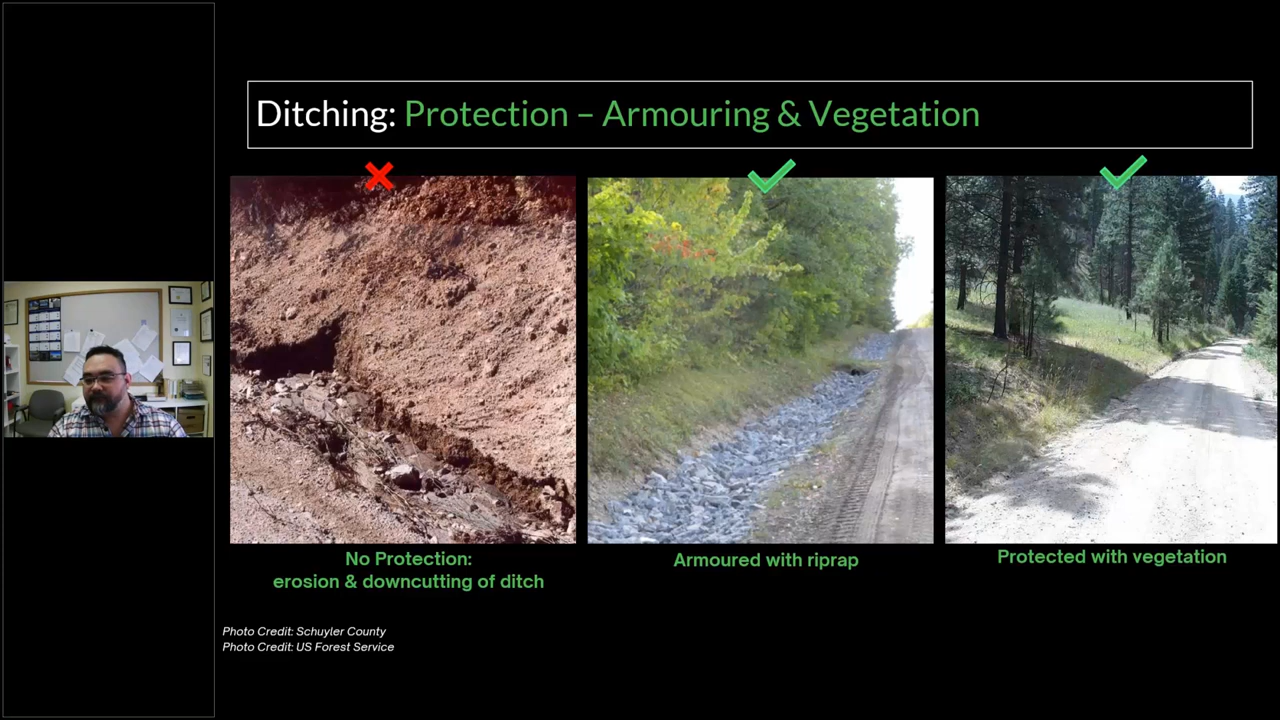 Ditching: Protection – Armouring & Vegetation
No Protection:
erosion & downcutting of ditch
Armoured with riprap
Protected with vegetation
Photo Credit: Schuyler County
Photo Credit: US Forest Service